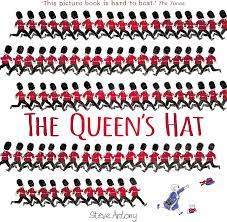 'This picture book is hard to beat.' The Times
THE QUEEN'S HAT
Steve Antony